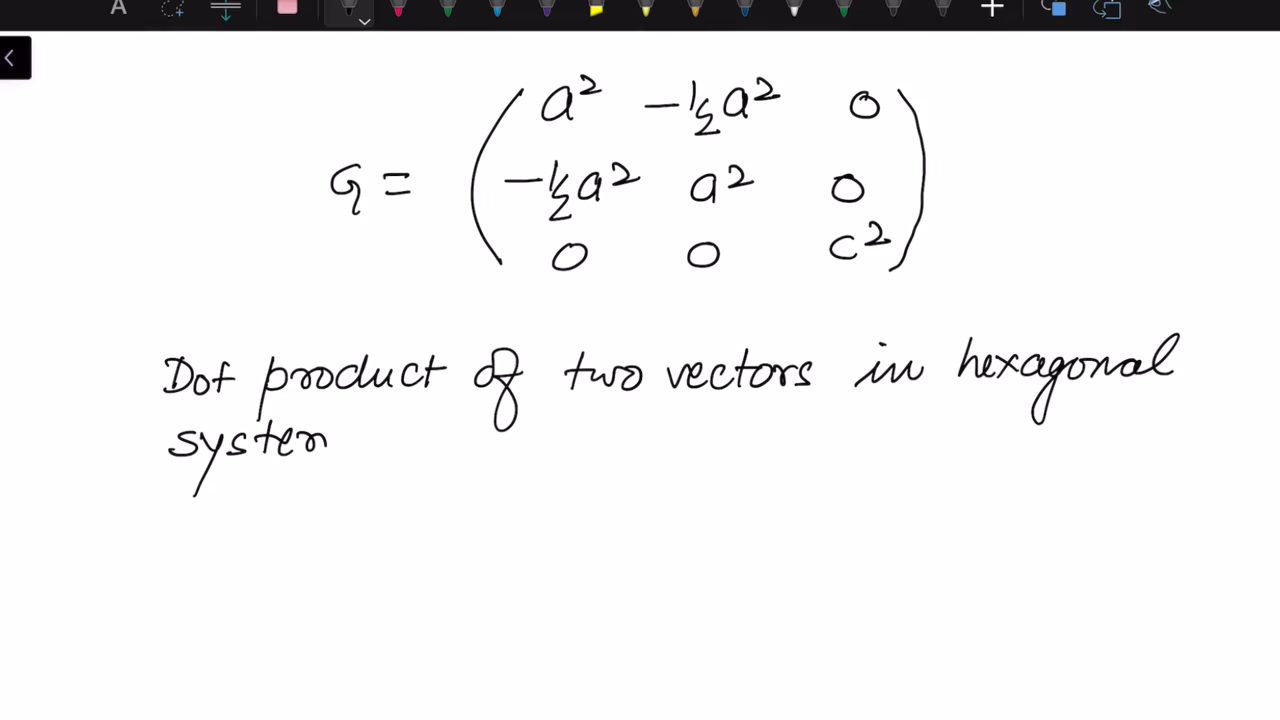 a² -½a² 0
G = -½a² a² 0
0 0 c²
Dot product of two vectors in hexagonal
system